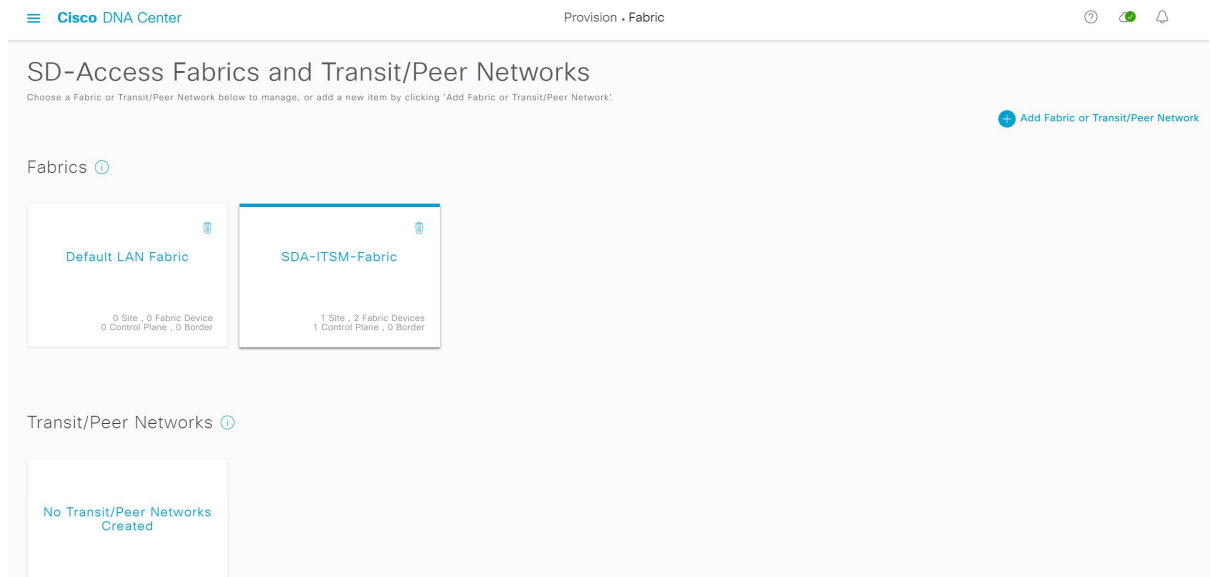 Cisco DNA Center
Provision • Fabric
SD-Access Fabrics and Transit/Peer Networks
Choose a Fabric or Transit/Peer Network below to manage, or add a new item by clicking 'Add Fabric or Transit/Peer Network'.
Add Fabric or Transit/Peer Network
Fabrics
Default LAN Fabric
0 Site , 0 Fabric Device
0 Control Plane , 0 Border
SDA-ITSM-Fabric
1 Site , 2 Fabric Devices
1 Control Plane , 0 Border
Transit/Peer Networks
No Transit/Peer Networks
Created